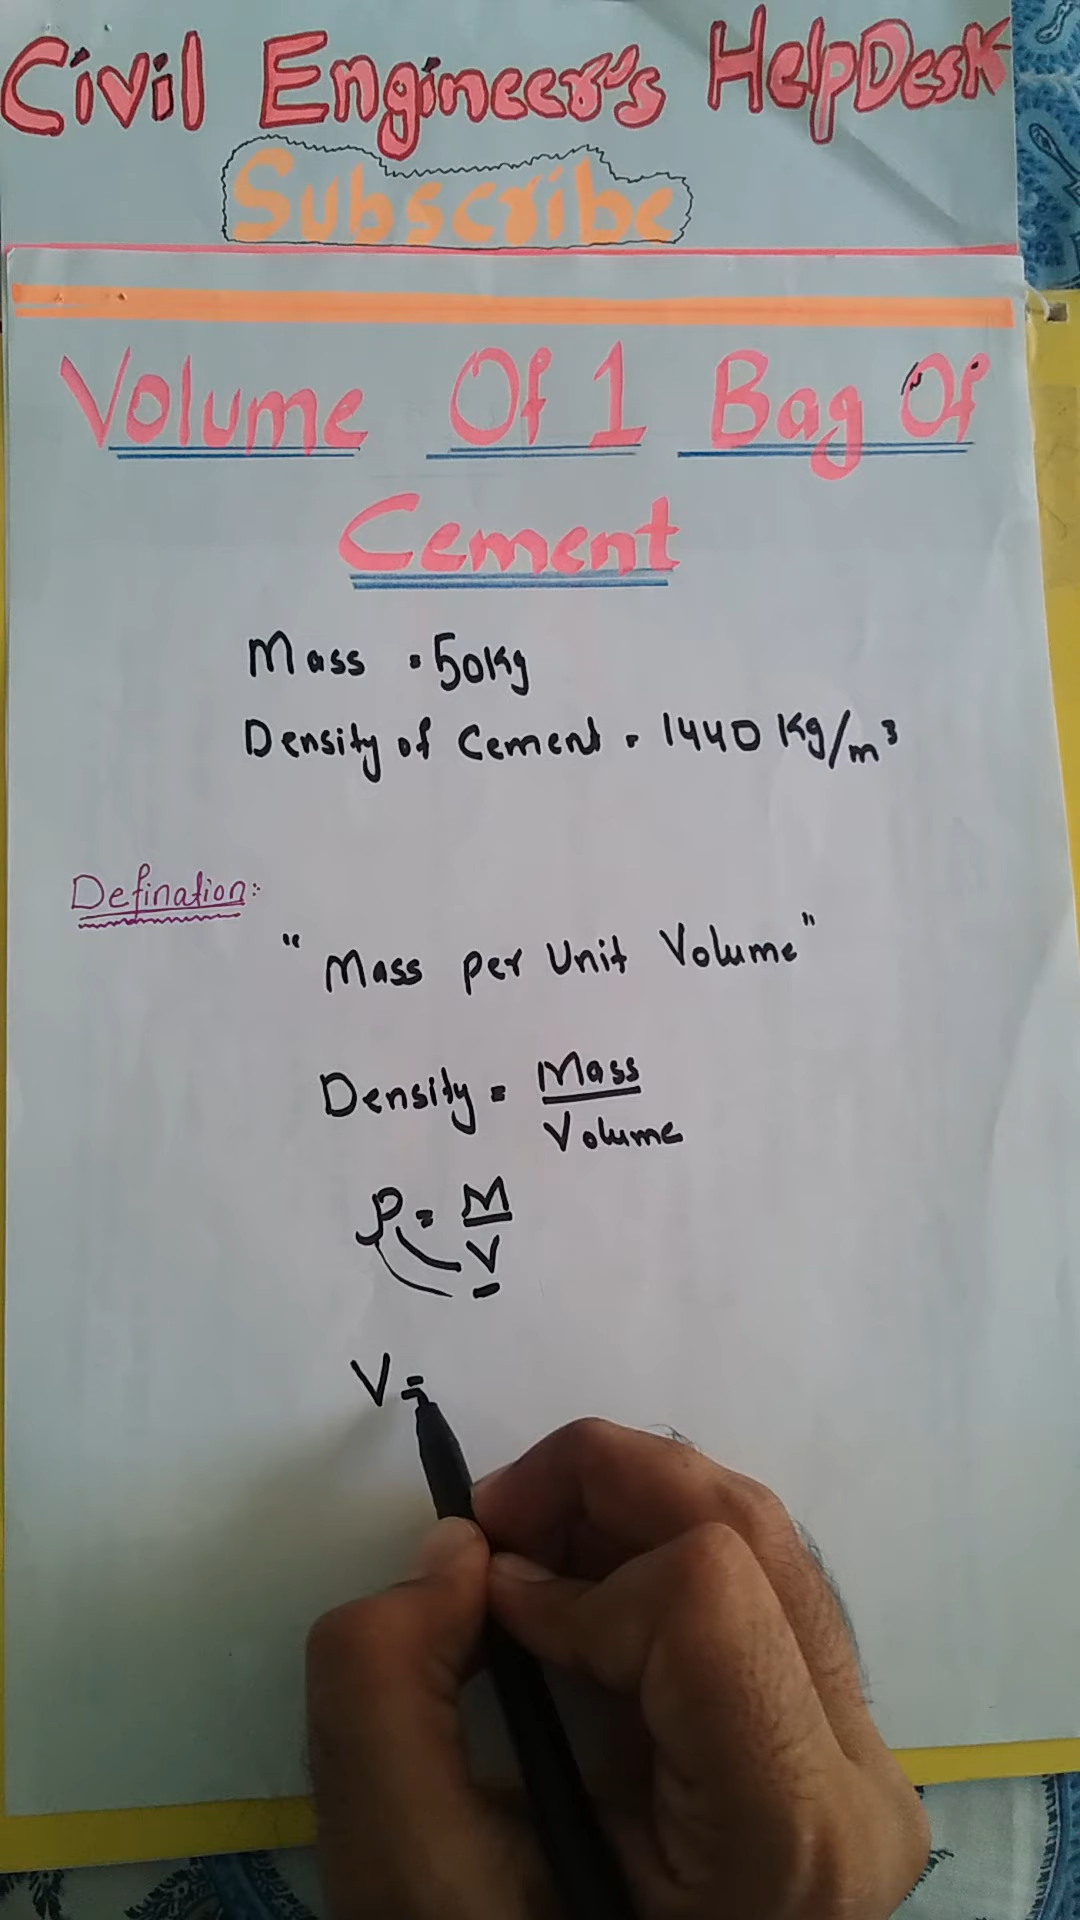 Civil Engineer's HelpDesk
Subscribe
Volume Of 1 Bag Of
Cement
Mass = 50Kg
Density of Cement = 1440 Kg/m³
Defination:
"Mass per Unit Volume"
Density = Mass
Volume
ρ = M
V
V =